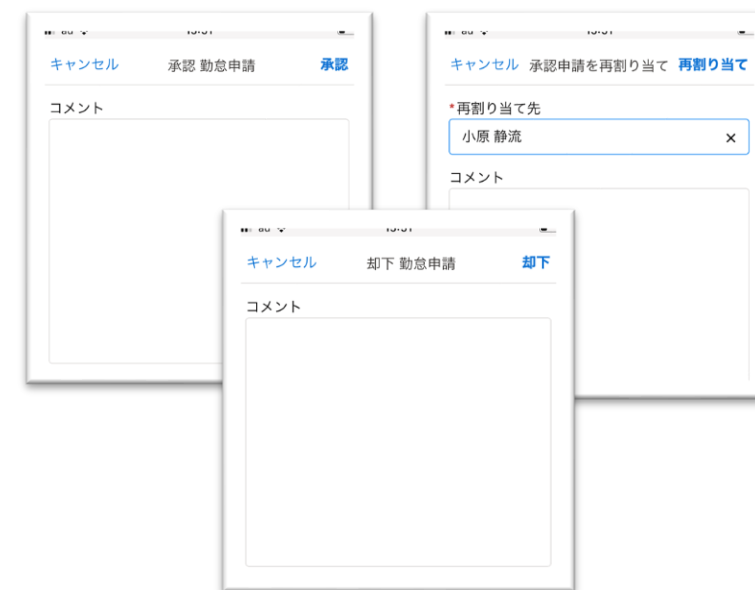 キャンセル 承認 勤怠申請 承認
コメント
キャンセル 承認申請を再割り当て 再割り当て
*再割り当て先
小原 静流 ×
コメント
キャンセル 却下 勤怠申請 却下
コメント